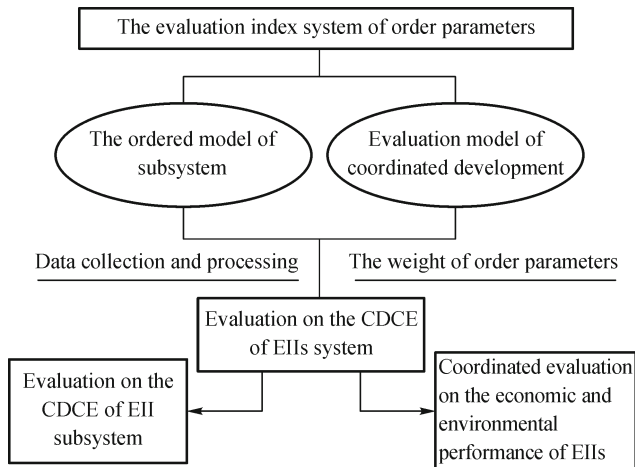 The evaluation index system of order parameters
The ordered model of
subsystem
Evaluation model of
coordinated development
Data collection and processing
The weight of order parameters
Evaluation on the CDCE
of EIIs system
Evaluation on the
CDCE of EII
subsystem
Coordinated evaluation
on the economic and
environmental
performance of EIIs